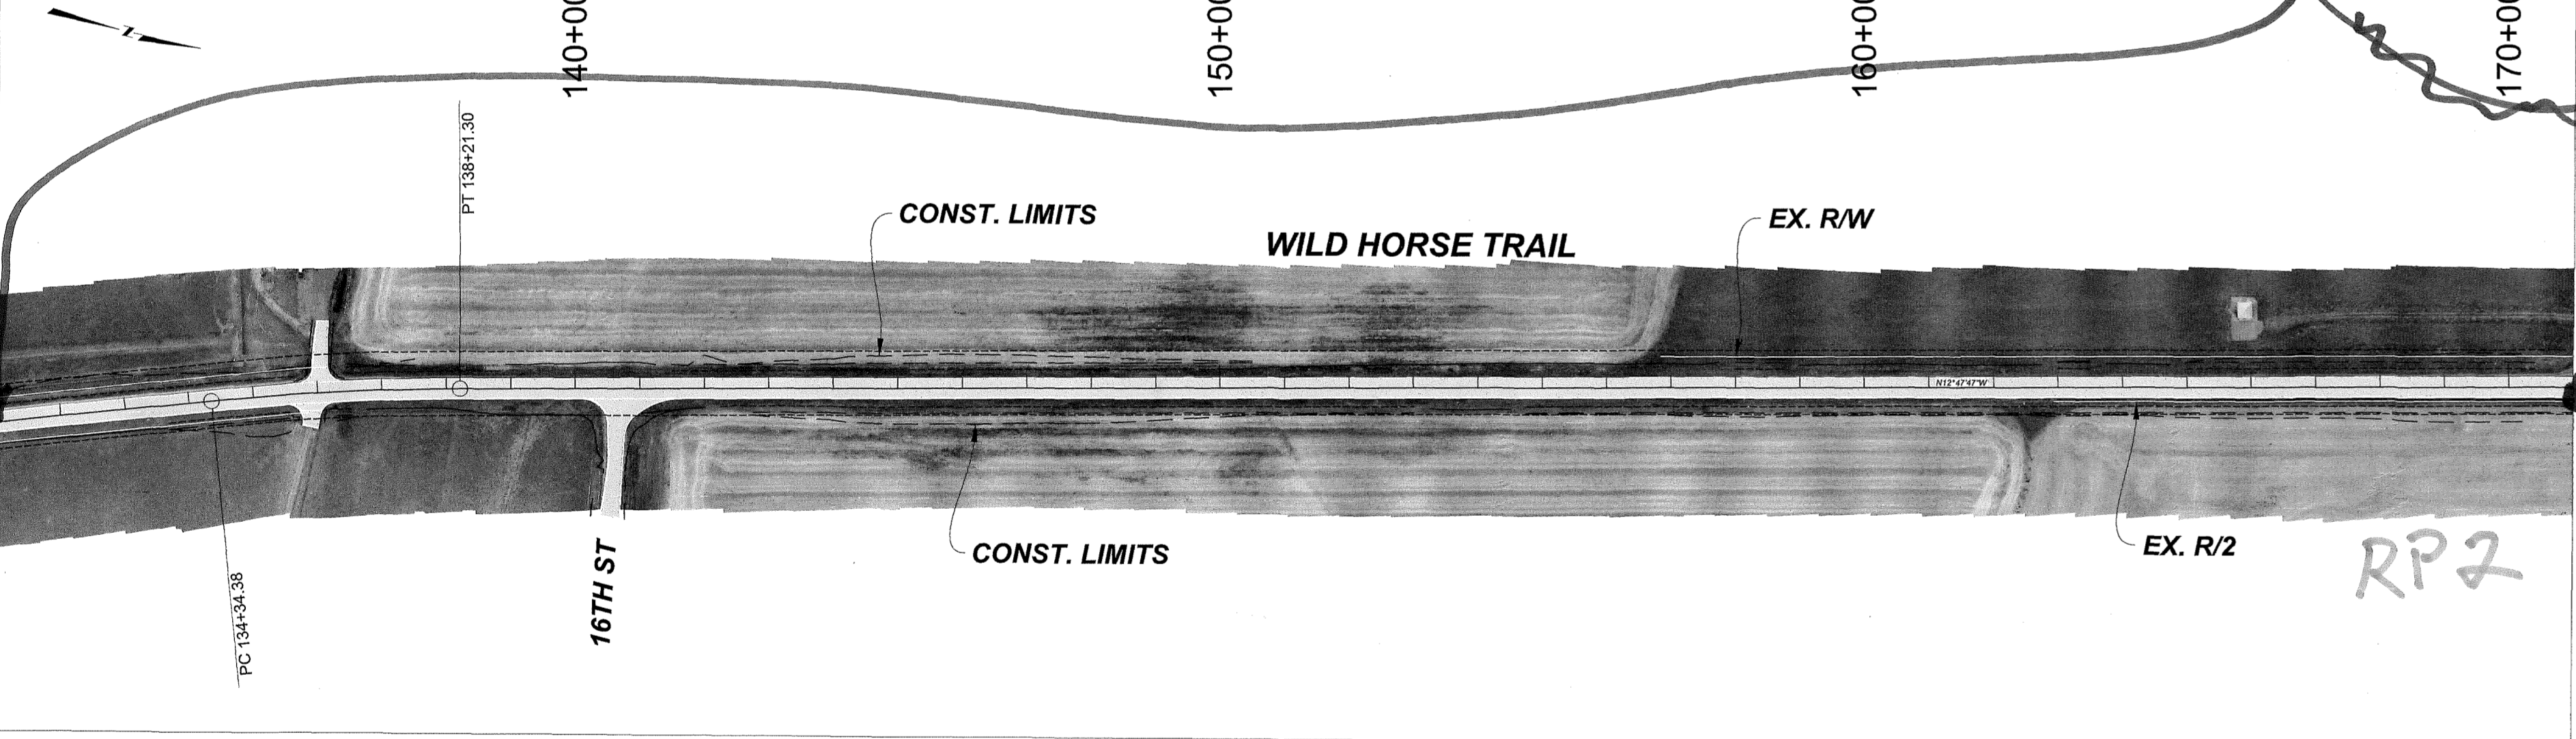 Z
140+00
150+00
160+00
170+00
PT 138+21.30
CONST. LIMITS
WILD HORSE TRAIL
EX. R/W
N12°47'47"W
PC 134+34.38
16TH ST
CONST. LIMITS
EX. R/2
RP2